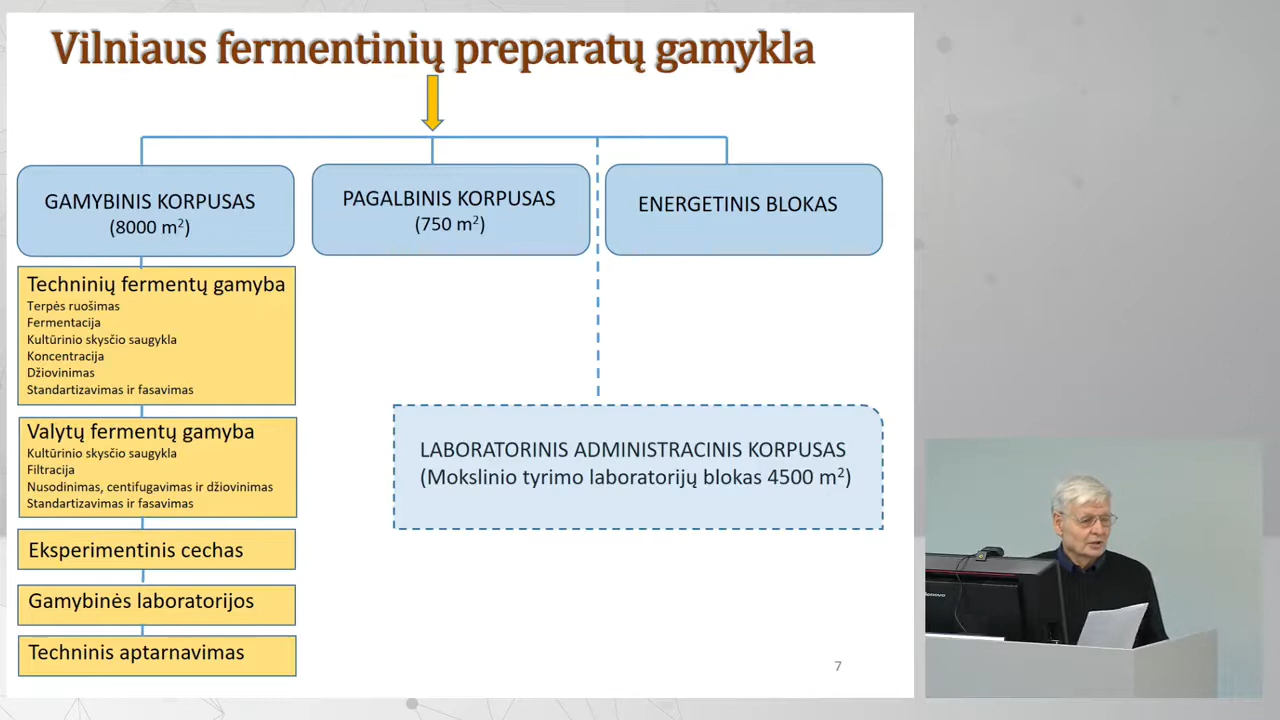 Vilniaus fermentinių preparatų gamykla
GAMYBINIS KORPUSAS
(8000 m²)
PAGALBINIS KORPUSAS
(750 m²)
ENERGETINIS BLOKAS
Techninių fermentų gamyba
Terpės ruošimas
Fermentacija
Kultūrinio skysčio saugykla
Koncentracija
Džiovinimas
Standartizavimas ir fasavimas
Valytų fermentų gamyba
Kultūrinio skysčio saugykla
Filtracija
Nusodinimas, centifugavimas ir džiovinimas
Standartizavimas ir fasavimas
Eksperimentinis cechas
Gamybinės laboratorijos
Techninis aptarnavimas
LABORATORINIS ADMINISTRACINIS KORPUSAS
(Mokslinio tyrimo laboratorijų blokas 4500 m²)
7
lenovo